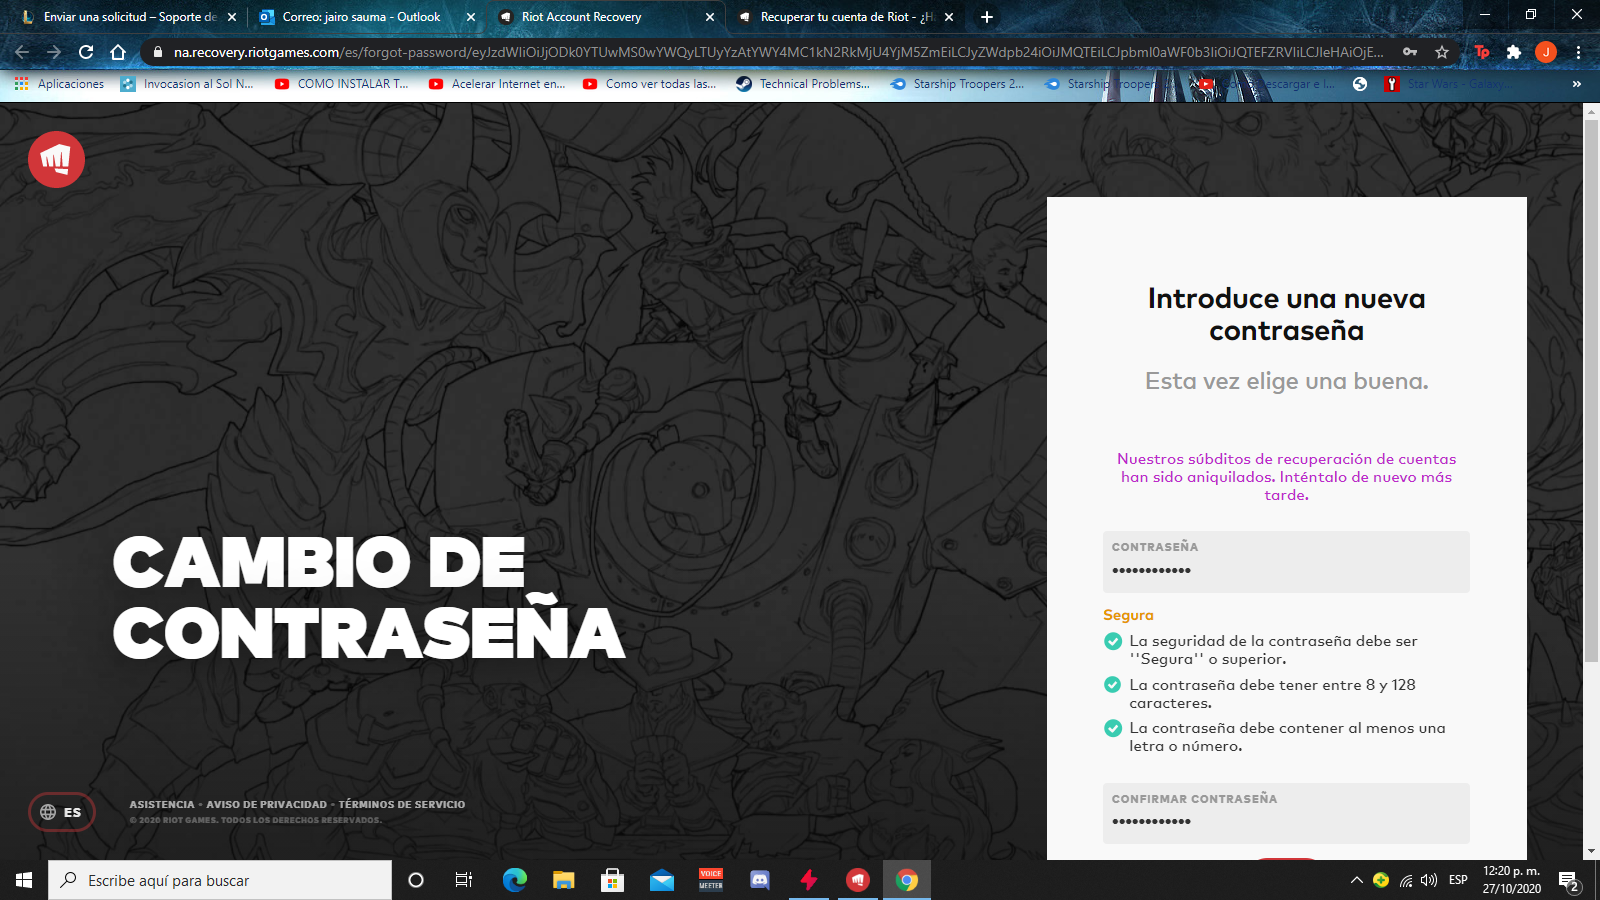 Enviar una solicitud – Soporte de
Correo: jairo sauma - Outlook
Riot Account Recovery
Recuperar tu cuenta de Riot - ¿H
na.recovery.riotgames.com/es/forgot-password/
Tp
J
Aplicaciones
Invocasion al Sol N...
COMO INSTALAR T...
Acelerar Internet en...
Como ver todas las...
Technical Problems...
Starship Troopers 2...
Starship Troopers
Star Wars - Galaxy...
»
Introduce una nueva
contraseña
Esta vez elige una buena.
Nuestros súbditos de recuperación de cuentas
han sido aniquilados. Inténtalo de nuevo más
tarde.
CONTRASEÑA
••••••••••••
Segura
La seguridad de la contraseña debe ser
''Segura'' o superior.
La contraseña debe tener entre 8 y 128
caracteres.
La contraseña debe contener al menos una
letra o número.
CONFIRMAR CONTRASEÑA
••••••••••••
CAMBIO DE
CONTRASEÑA
ES
ASISTENCIA - AVISO DE PRIVACIDAD - TÉRMINOS DE SERVICIO
© 2020 RIOT GAMES. TODOS LOS DERECHOS RESERVADOS.
Escribe aquí para buscar
VOICE
MEETER
ESP
12:20 p. m.
27/10/2020
2